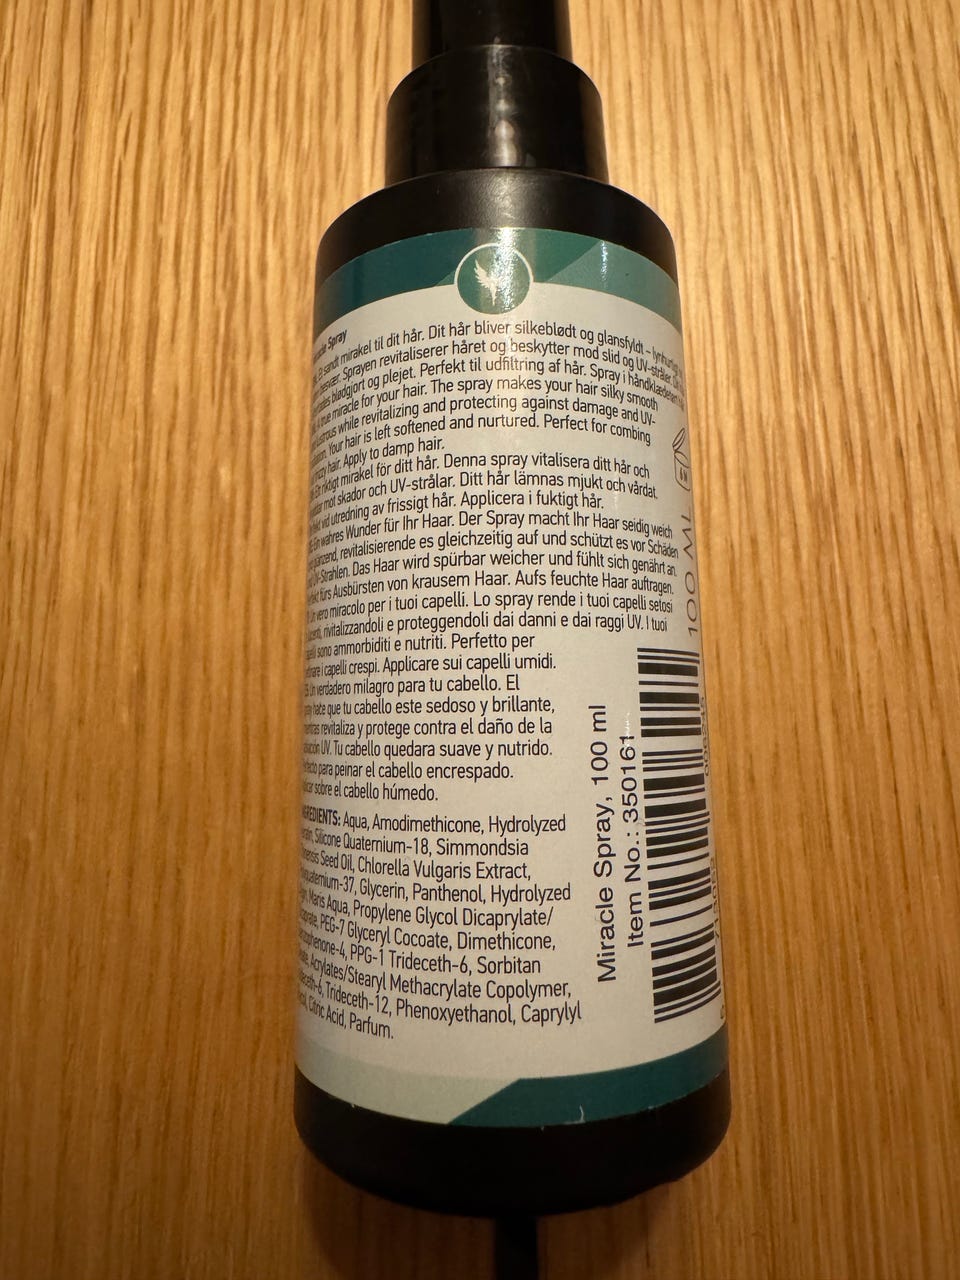 Spray
Et sandt mirakel til dit hår. Dit hår bliver silkeblødt og glansfyldt – lynhurtigt
besvær. Sprayen revitaliserer håret og beskytter mod slid og UV-stråler. Dit
blødgjort og plejet. Perfekt til udfiltring af hår. Spray i håndklædetørt hår.
A true miracle for your hair. The spray makes your hair silky smooth
lustrous while revitalizing and protecting against damage and UV-
Your hair is left softened and nurtured. Perfect for combing
hair. Apply to damp hair.
Ett riktigt mirakel för ditt hår. Denna spray vitalisera ditt hår och
mot skador och UV-strålar. Ditt hår lämnas mjukt och vårdat.
vid utredning av frissigt hår. Applicera i fuktigt hår.
Ein wahres Wunder für Ihr Haar. Der Spray macht Ihr Haar seidig weich
glänzend, revitalisierende es gleichzeitig auf und schützt es vor Schäden
UV-Strahlen. Das Haar wird spürbar weicher und fühlt sich genährt an.
fürs Ausbürsten von krausem Haar. Aufs feuchte Haar auftragen.
Un vero miracolo per i tuoi capelli. Lo spray rende i tuoi capelli setosi
rivitalizzandoli e proteggendoli dai danni e dai raggi UV. I tuoi
sono ammorbiditi e nutriti. Perfetto per
i capelli crespi. Applicare sui capelli umidi.
Un verdadero milagro para tu cabello. El
hace que tu cabello este sedoso y brillante,
revitaliza y protege contra el daño de la
UV. Tu cabello quedara suave y nutrido.
para peinar el cabello encrespado.
sobre el cabello húmedo.
INGREDIENTS: Aqua, Amodimethicone, Hydrolyzed
Silicone Quaternium-18, Simmondsia
Seed Oil, Chlorella Vulgaris Extract,
Glycerin, Panthenol, Hydrolyzed
Maris Aqua, Propylene Glycol Dicaprylate/
PEG-7 Glyceryl Cocoate, Dimethicone,
PPG-1 Trideceth-6, Sorbitan
Acrylates/Stearyl Methacrylate Copolymer,
Trideceth-12, Phenoxyethanol, Caprylyl
Citric Acid, Parfum.
100 ML
Miracle Spray, 100 ml
Item No.: 350161